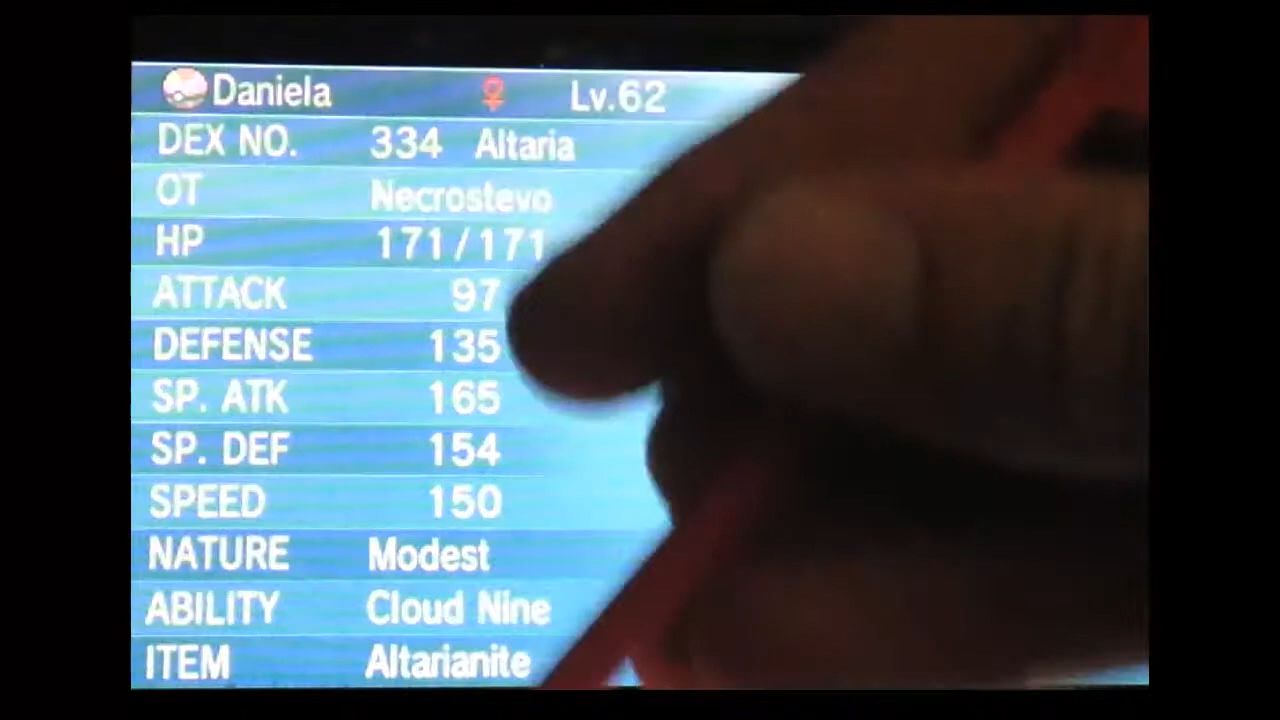 Daniela ♀ Lv.62
DEX NO. 334 Altaria
OT Necrostevo
HP 171/171
ATTACK 97
DEFENSE 135
SP. ATK 165
SP. DEF 154
SPEED 150
NATURE Modest
ABILITY Cloud Nine
ITEM Altarianite